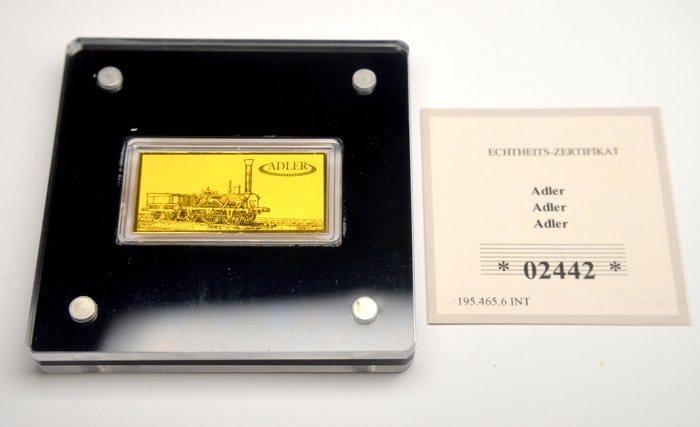 ADLER
ECHTHEITS-ZERTIFIKAT
Adler
Adler
Adler
* 02442 *
195.465.6 INT